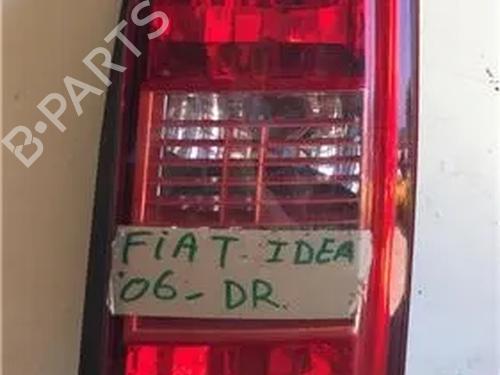 B-PARTS
FiAT IDEA
'06- DR.